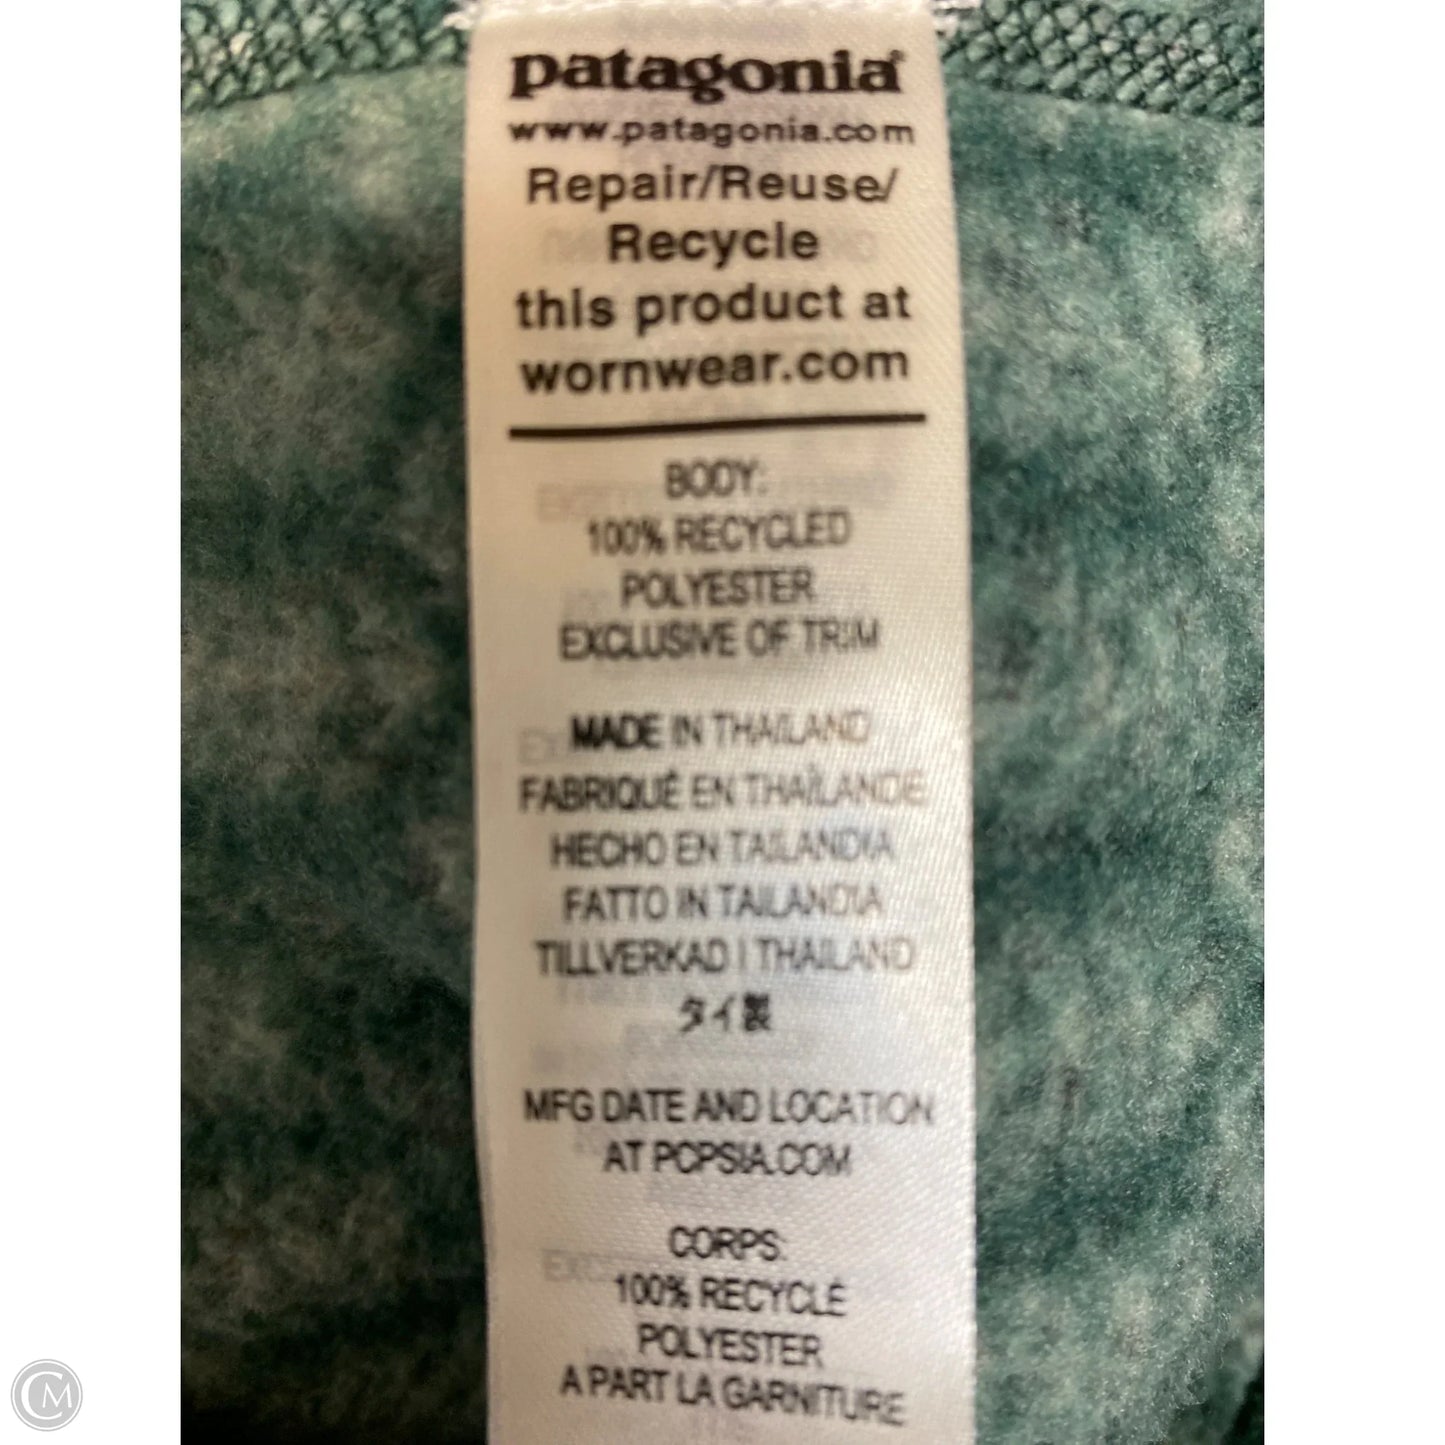 patagonia®
www.patagonia.com
Repair/Reuse/
Recycle
this product at
wornwear.com
BODY:
100% RECYCLED
POLYESTER
EXCLUSIVE OF TRIM
MADE IN THAILAND
FABRIQUÉ EN THAÏLANDE
HECHO EN TAILANDIA
FATTO IN TAILANDIA
TILLVERKAD I THAILAND
タイ製
MFG DATE AND LOCATION
AT PCPSIA.COM
CORPS:
100% RECYCLÉ
POLYESTER
A PART LA GARNITURE
CM